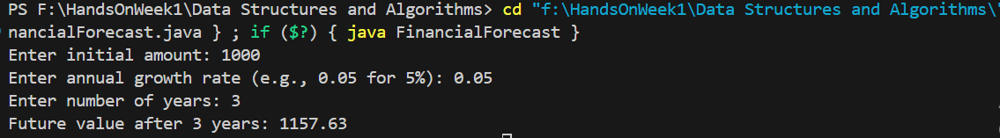 PS F:\HandsOnWeek1\Data Structures and Algorithms> cd "f:\HandsOnWeek1\Data Structures and Algorithms\
nancialForecast.java } ; if ($?) { java FinancialForecast }
Enter initial amount: 1000
Enter annual growth rate (e.g., 0.05 for 5%): 0.05
Enter number of years: 3
Future value after 3 years: 1157.63